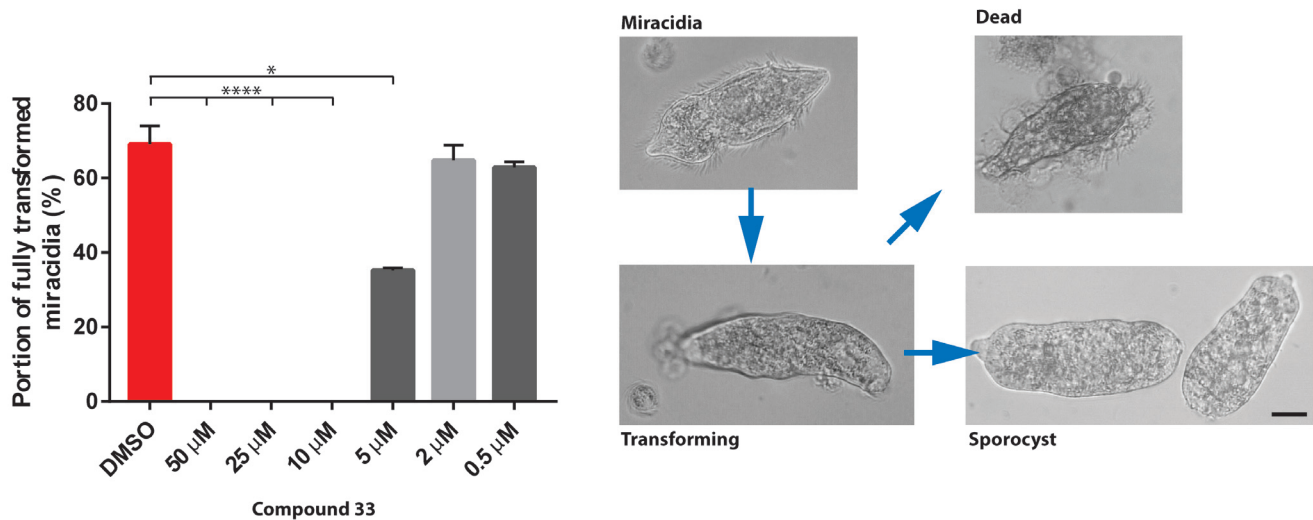 Portion of fully transformed
miracidia (%)
80
60
40
20
0
*
****
DMSO
50 μM
25 μM
10 μM
5 μM
2 μM
0.5 μM
Compound 33
Miracidia
Dead
Transforming
Sporocyst